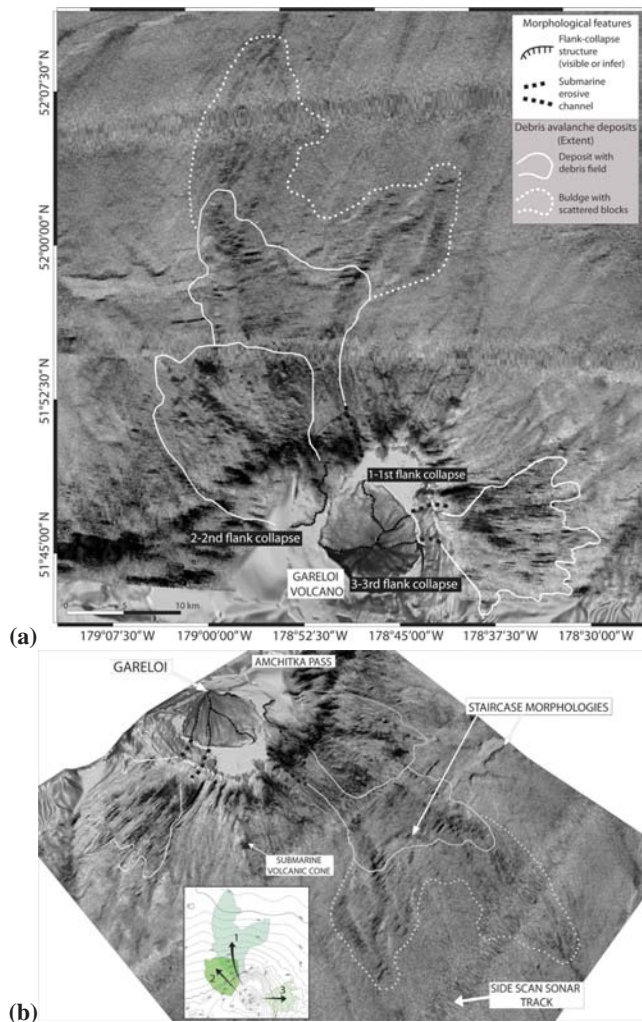 Morphological features
Flank-collapse
structure
(visible or infer)
Submarine
erosive
channel
Debris avalanche deposits
(Extent)
Deposit with
debris field
Buldge with
scattered blocks
52°07'30"N
52°00'00"N
51°52'30"N
51°45'00"N
1-1st flank collapse
2-2nd flank collapse
GARELOI
VOLCANO
3-3rd flank collapse
0 5 10 km
179°07'30"W 179°00'00"W 178°52'30"W 178°45'00"W 178°37'30"W 178°30'00"W
(a)
GARELOI
AMCHITKA PASS
STAIRCASE MORPHOLOGIES
SUBMARINE
VOLCANIC CONE
1
2
3
SIDE SCAN SONAR
TRACK
(b)